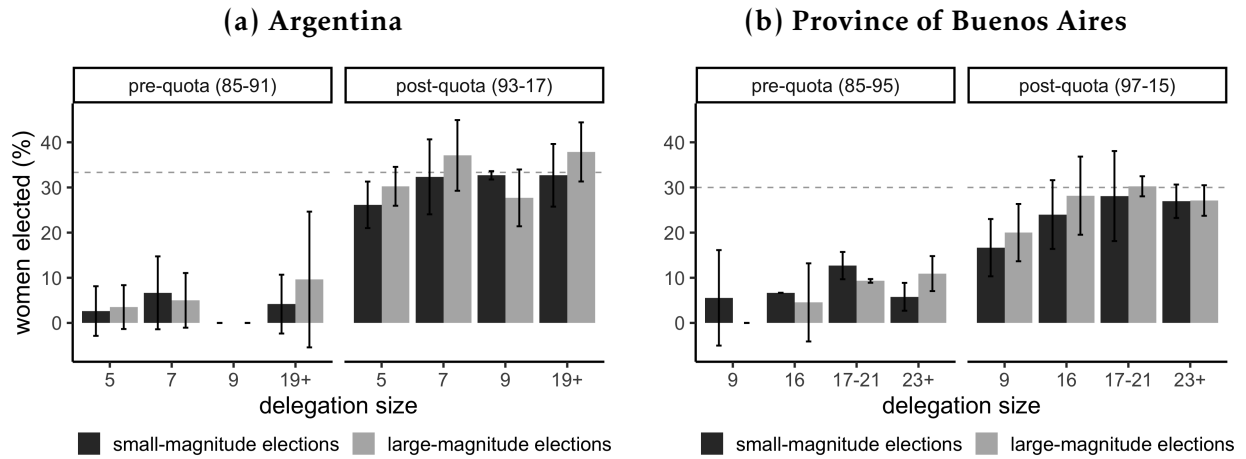 (a) Argentina
pre-quota (85-91)
post-quota (93-17)
women elected (%)
40
30
20
10
0
5 7 9 19+
5 7 9 19+
delegation size
small-magnitude elections large-magnitude elections
(b) Province of Buenos Aires
pre-quota (85-95)
post-quota (97-15)
40
30
20
10
0
9 16 17-21 23+
9 16 17-21 23+
delegation size
small-magnitude elections large-magnitude elections